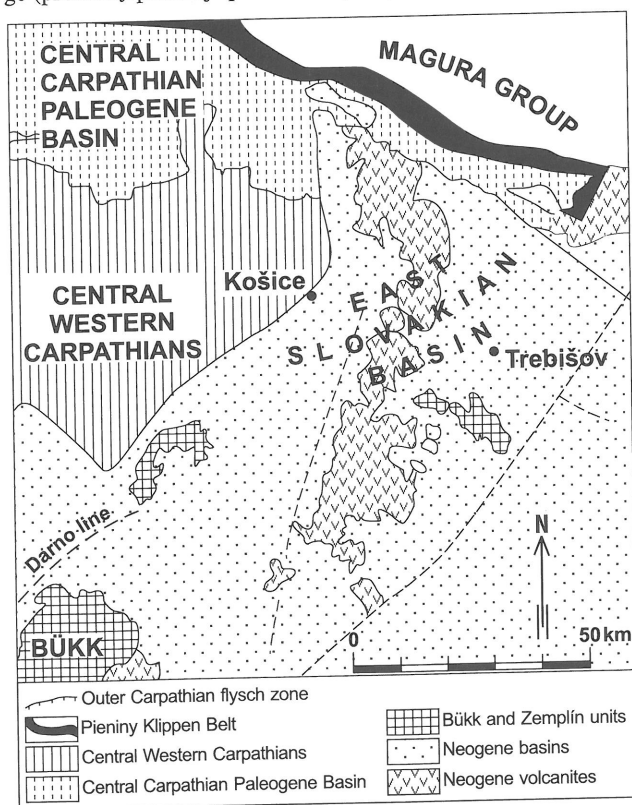 CENTRAL
CARPATHIAN
PALEOGENE
BASIN
MAGURA GROUP
Košice
EAST
SLOVAKIAN
BASIN
CENTRAL
WESTERN
CARPATHIANS
Trebišov
Darno line
N
BÜKK
0
50 km
Outer Carpathian flysch zone
Pieniny Klippen Belt
Central Western Carpathians
Central Carpathian Paleogene Basin
Bükk and Zemplín units
Neogene basins
Neogene volcanites